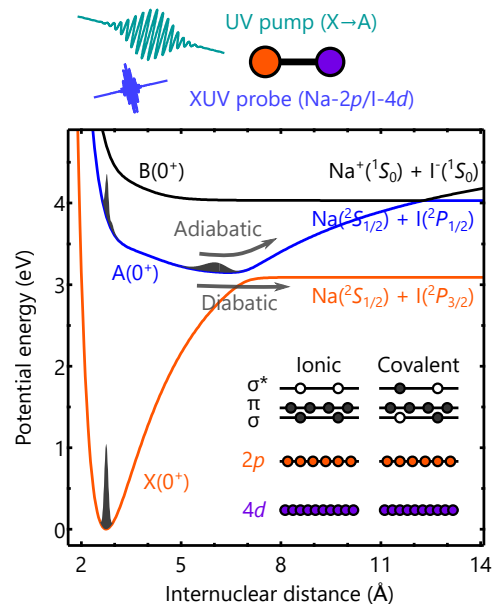 UV pump (X→A)
XUV probe (Na-2p/I-4d)
B(0⁺)
Na⁺(¹S₀) + I⁻(¹S₀)
Na(²S₁/₂) + I(²P₁/₂)
Adiabatic
A(0⁺)
Diabatic
Na(²S₁/₂) + I(²P₃/₂)
Ionic Covalent
σ*
π
σ
2p
X(0⁺)
4d
Potential energy (eV)
4
3
2
1
0
2 5 8 11 14
Internuclear distance (Å)